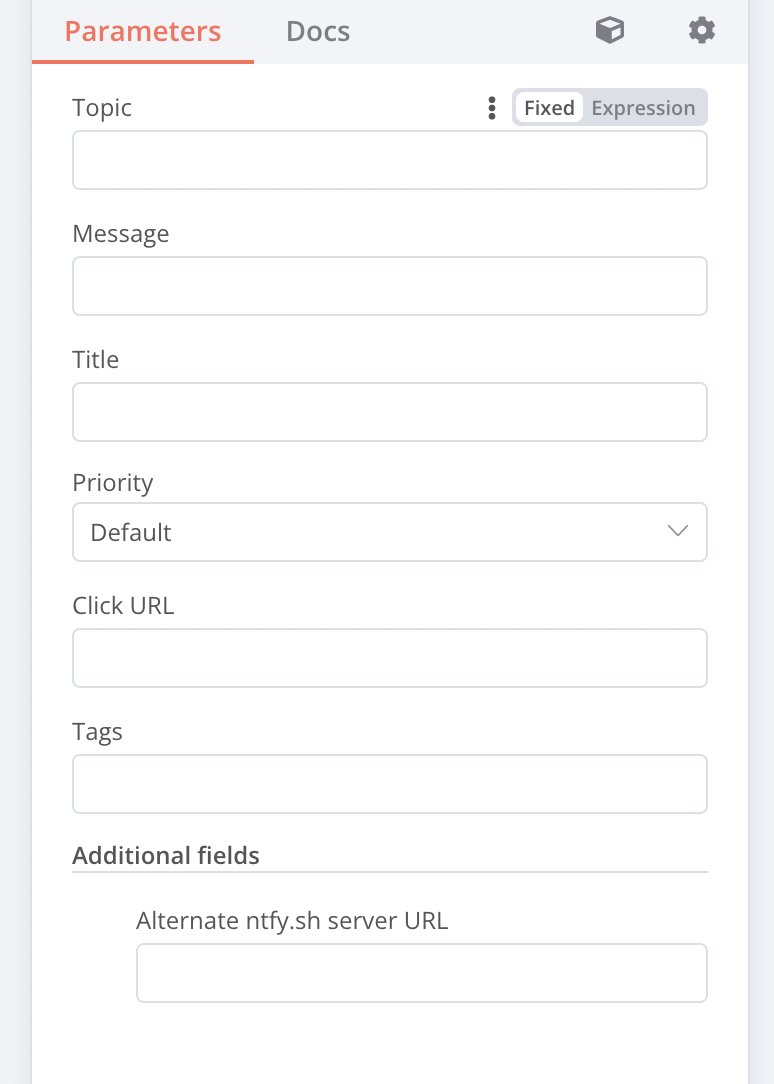 Parameters Docs
Topic Fixed Expression
Message
Title
Priority
Default
Click URL
Tags
Additional fields
Alternate ntfy.sh server URL